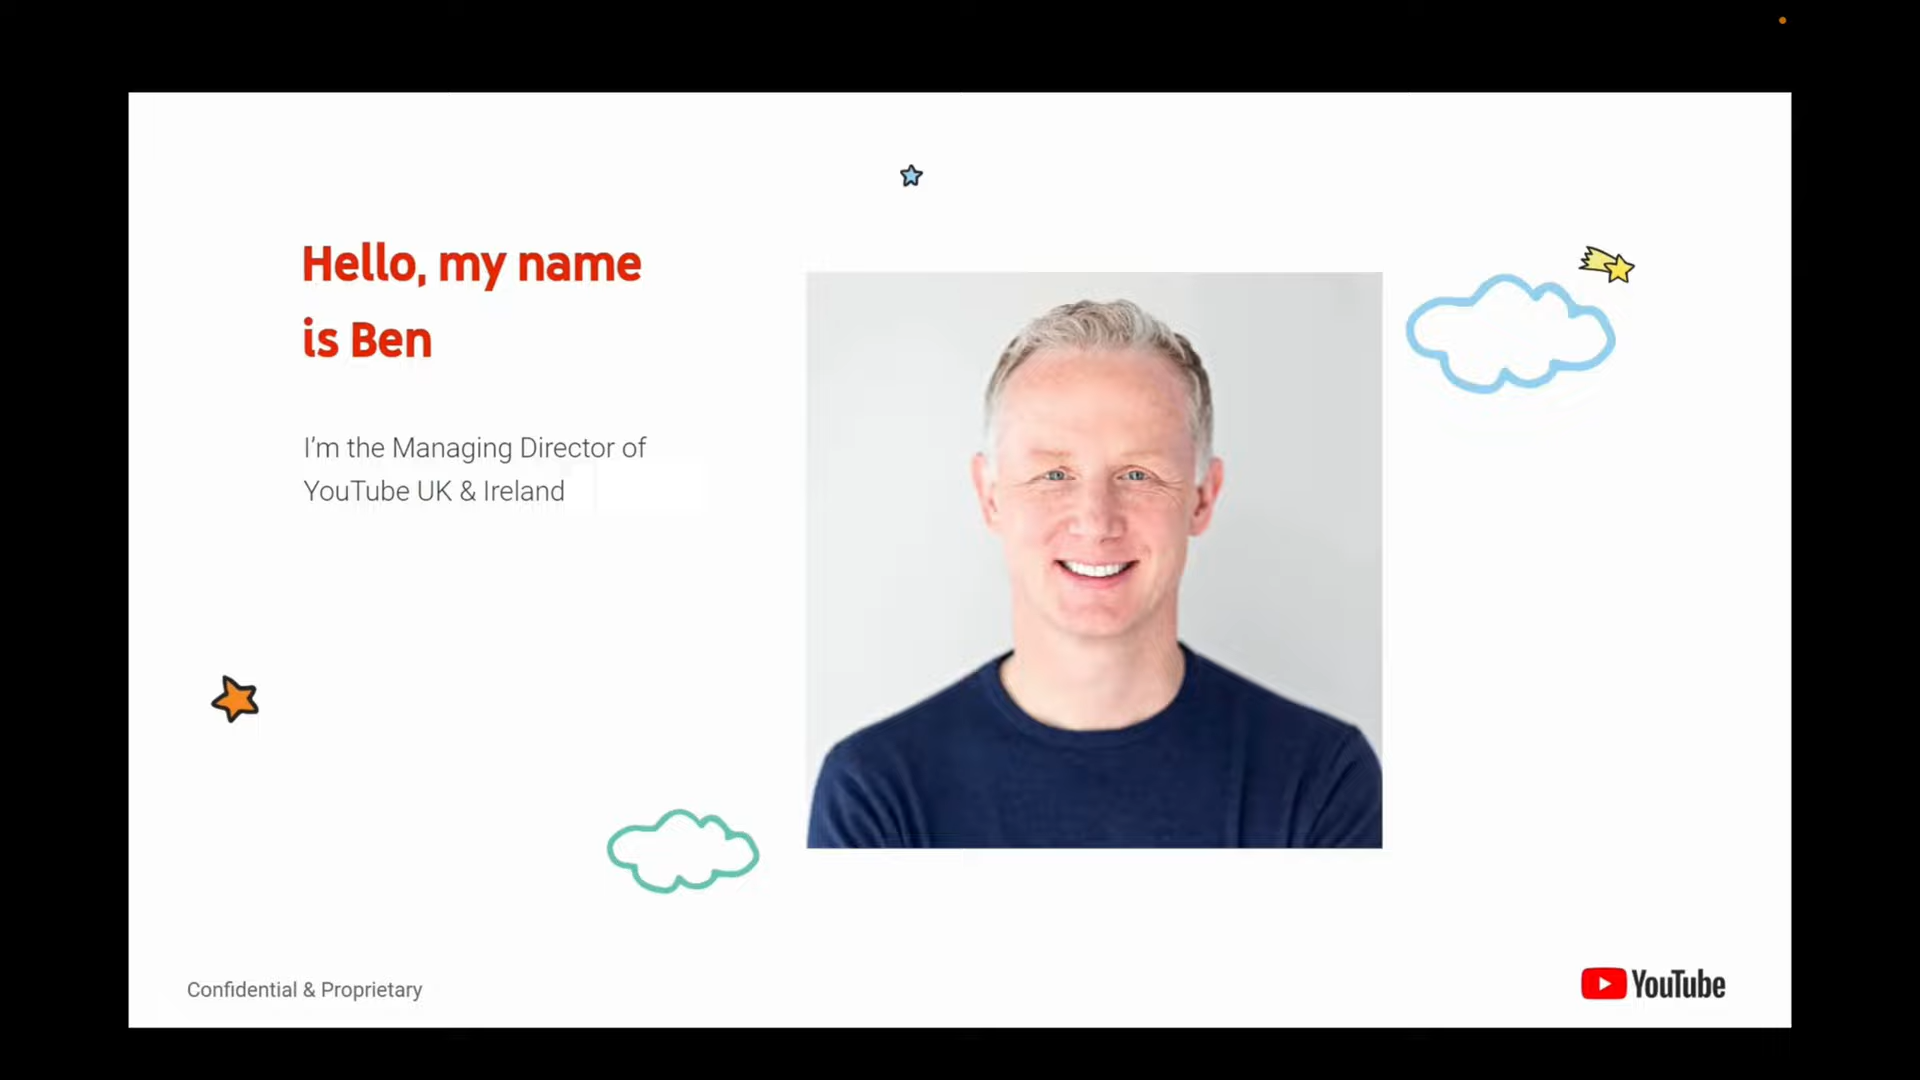 Hello, my name
is Ben
I’m the Managing Director of
YouTube UK & Ireland
Confidential & Proprietary
YouTube